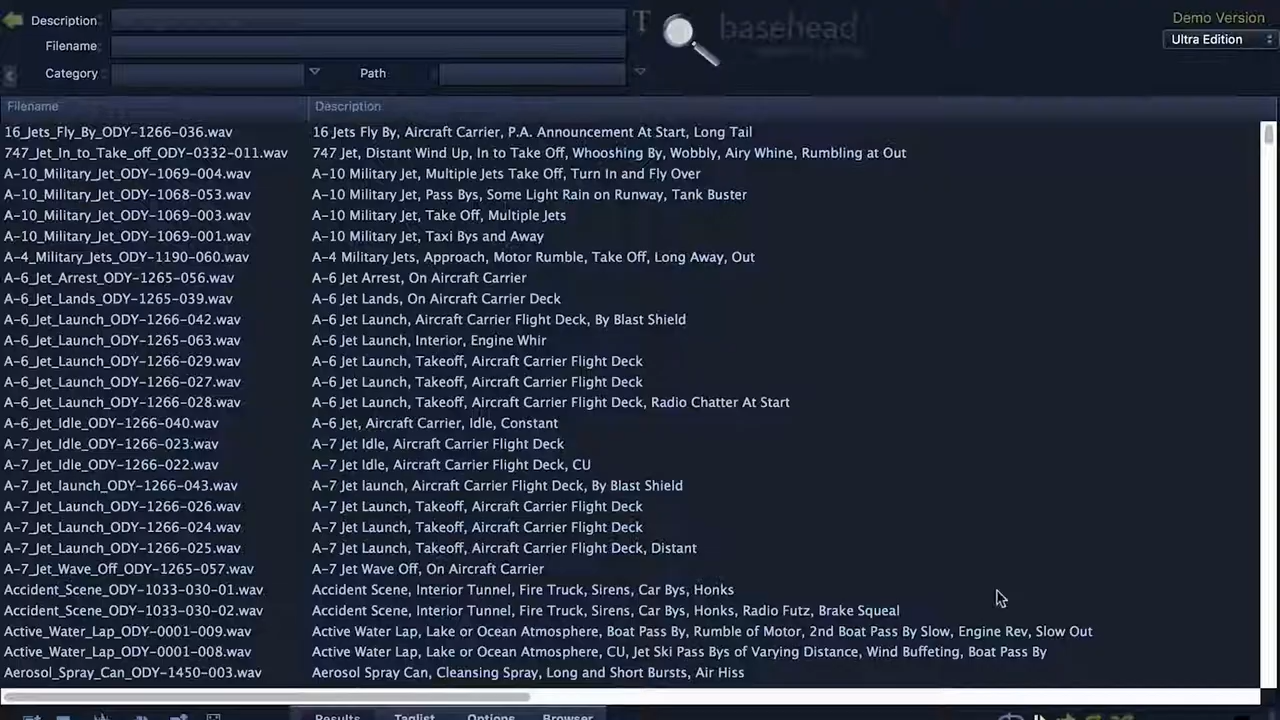 Description:
T
basehead
Demo Version
Filename:
Ultra Edition
Category
Path
Filename Description
16_Jets_Fly_By_ODY-1266-036.wav 16 Jets Fly By, Aircraft Carrier, P.A. Announcement At Start, Long Tail
747_Jet_In_to_Take_off_ODY-0332-011.wav 747 Jet, Distant Wind Up, In to Take Off, Whooshing By, Wobbly, Airy Whine, Rumbling at Out
A-10_Military_Jet_ODY-1069-004.wav A-10 Military Jet, Multiple Jets Take Off, Turn In and Fly Over
A-10_Military_Jet_ODY-1068-053.wav A-10 Military Jet, Pass Bys, Some Light Rain on Runway, Tank Buster
A-10_Military_Jet_ODY-1069-003.wav A-10 Military Jet, Take Off, Multiple Jets
A-10_Military_Jet_ODY-1069-001.wav A-10 Military Jet, Taxi Bys and Away
A-4_Military_Jets_ODY-1190-060.wav A-4 Military Jets, Approach, Motor Rumble, Take Off, Long Away, Out
A-6_Jet_Arrest_ODY-1265-056.wav A-6 Jet Arrest, On Aircraft Carrier
A-6_Jet_Lands_ODY-1265-039.wav A-6 Jet Lands, On Aircraft Carrier Deck
A-6_Jet_Launch_ODY-1266-042.wav A-6 Jet Launch, Aircraft Carrier Flight Deck, By Blast Shield
A-6_Jet_Launch_ODY-1265-063.wav A-6 Jet Launch, Interior, Engine Whir
A-6_Jet_Launch_ODY-1266-029.wav A-6 Jet Launch, Takeoff, Aircraft Carrier Flight Deck
A-6_Jet_Launch_ODY-1266-027.wav A-6 Jet Launch, Takeoff, Aircraft Carrier Flight Deck
A-6_Jet_Launch_ODY-1266-028.wav A-6 Jet Launch, Takeoff, Aircraft Carrier Flight Deck, Radio Chatter At Start
A-6_Jet_Idle_ODY-1266-040.wav A-6 Jet, Aircraft Carrier, Idle, Constant
A-7_Jet_Idle_ODY-1266-023.wav A-7 Jet Idle, Aircraft Carrier Flight Deck
A-7_Jet_Idle_ODY-1266-022.wav A-7 Jet Idle, Aircraft Carrier Flight Deck, CU
A-7_Jet_launch_ODY-1266-043.wav A-7 Jet launch, Aircraft Carrier Flight Deck, By Blast Shield
A-7_Jet_Launch_ODY-1266-026.wav A-7 Jet Launch, Takeoff, Aircraft Carrier Flight Deck
A-7_Jet_Launch_ODY-1266-024.wav A-7 Jet Launch, Takeoff, Aircraft Carrier Flight Deck
A-7_Jet_Launch_ODY-1266-025.wav A-7 Jet Launch, Takeoff, Aircraft Carrier Flight Deck, Distant
A-7_Jet_Wave_Off_ODY-1265-057.wav A-7 Jet Wave Off, On Aircraft Carrier
Accident_Scene_ODY-1033-030-01.wav Accident Scene, Interior Tunnel, Fire Truck, Sirens, Car Bys, Honks
Accident_Scene_ODY-1033-030-02.wav Accident Scene, Interior Tunnel, Fire Truck, Sirens, Car Bys, Honks, Radio Futz, Brake Squeal
Active_Water_Lap_ODY-0001-009.wav Active Water Lap, Lake or Ocean Atmosphere, Boat Pass By, Rumble of Motor, 2nd Boat Pass By Slow, Engine Rev, Slow Out
Active_Water_Lap_ODY-0001-008.wav Active Water Lap, Lake or Ocean Atmosphere, CU, Jet Ski Pass Bys of Varying Distance, Wind Buffeting, Boat Pass By
Aerosol_Spray_Can_ODY-1450-003.wav Aerosol Spray Can, Cleansing Spray, Long and Short Bursts, Air Hiss
Results Taglist Options Browser